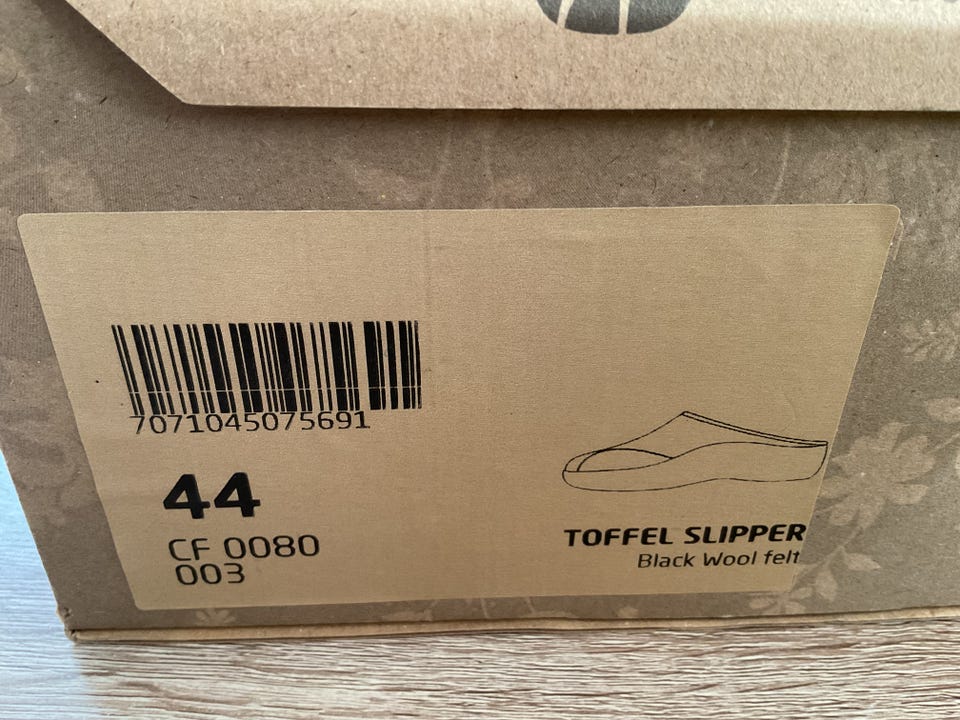 7071045075691
44
CF 0080
003
TOFFEL SLIPPER
Black Wool felt